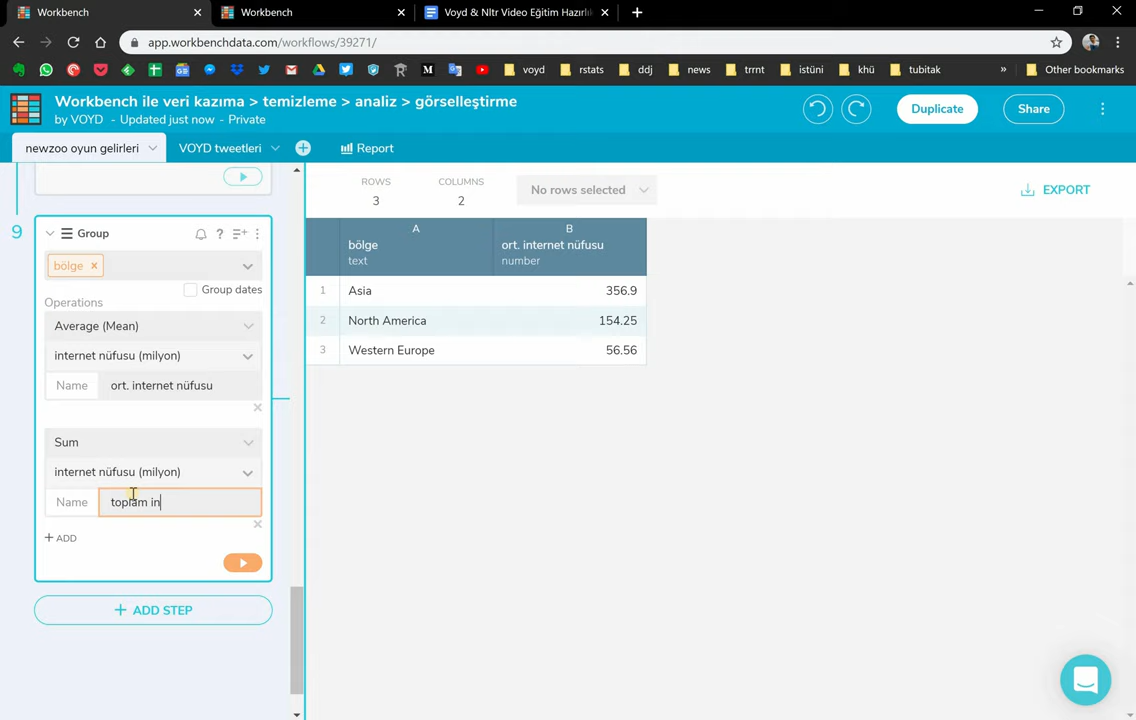 Workbench
Workbench
Voyd & Nltr Video Eğitim Hazırlı
app.workbenchdata.com/workflows/39271/
voyd
rstats
ddj
news
trrnt
istüni
khü
tubitak
»
Other bookmarks
Workbench ile veri kazıma > temizleme > analiz > görselleştirme
by VOYD - Updated just now - Private
Duplicate
Share
newzoo oyun gelirleri
VOYD tweetleri
Report
ROWS
3
COLUMNS
2
No rows selected
EXPORT
9
Group
bölge ×
Group dates
Operations
Average (Mean)
internet nüfusu (milyon)
Name ort. internet nüfusu
Sum
internet nüfusu (milyon)
Name toplam in
+ ADD
+ ADD STEP
A
B
bölge
ort. internet nüfusu
text
number
1 Asia 356.9
2 North America 154.25
3 Western Europe 56.56